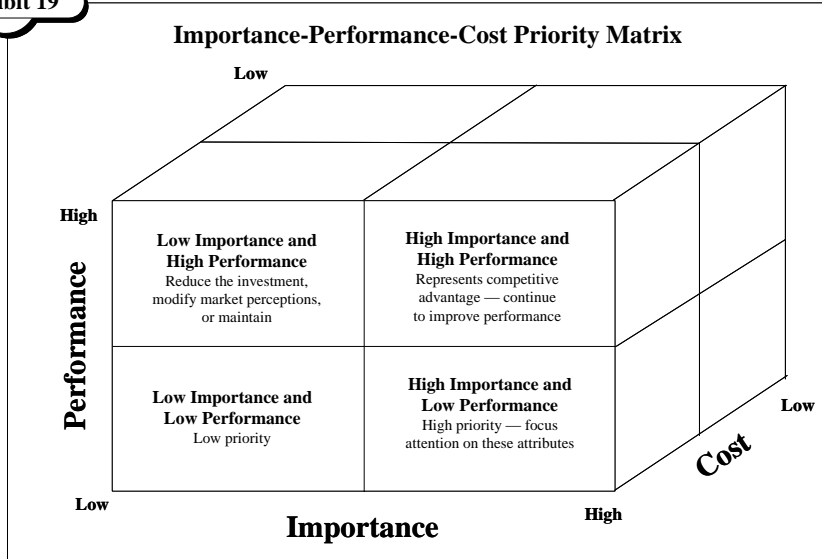 bit 19
Importance-Performance-Cost Priority Matrix
Low
High
Low Importance and
High Performance
Reduce the investment,
modify market perceptions,
or maintain
High Importance and
High Performance
Represents competitive
advantage — continue
to improve performance
Performance
Low Importance and
Low Performance
Low priority
High Importance and
Low Performance
High priority — focus
attention on these attributes
Low
Cost
Low
Importance
High